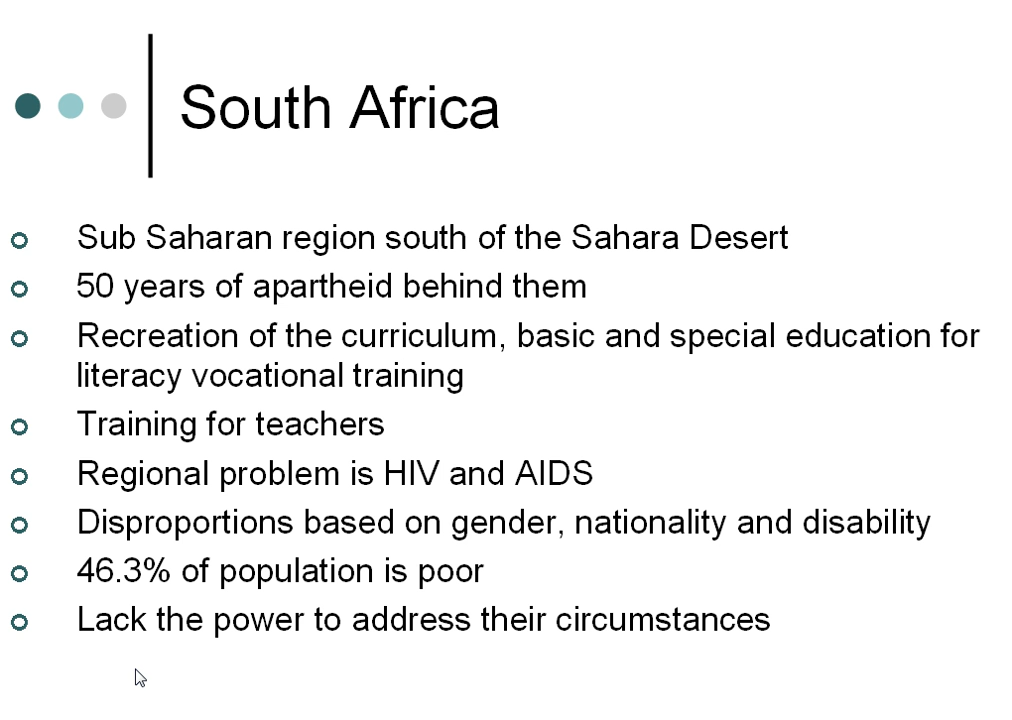 South Africa
Sub Saharan region south of the Sahara Desert
50 years of apartheid behind them
Recreation of the curriculum, basic and special education for
literacy vocational training
Training for teachers
Regional problem is HIV and AIDS
Disproportions based on gender, nationality and disability
46.3% of population is poor
Lack the power to address their circumstances